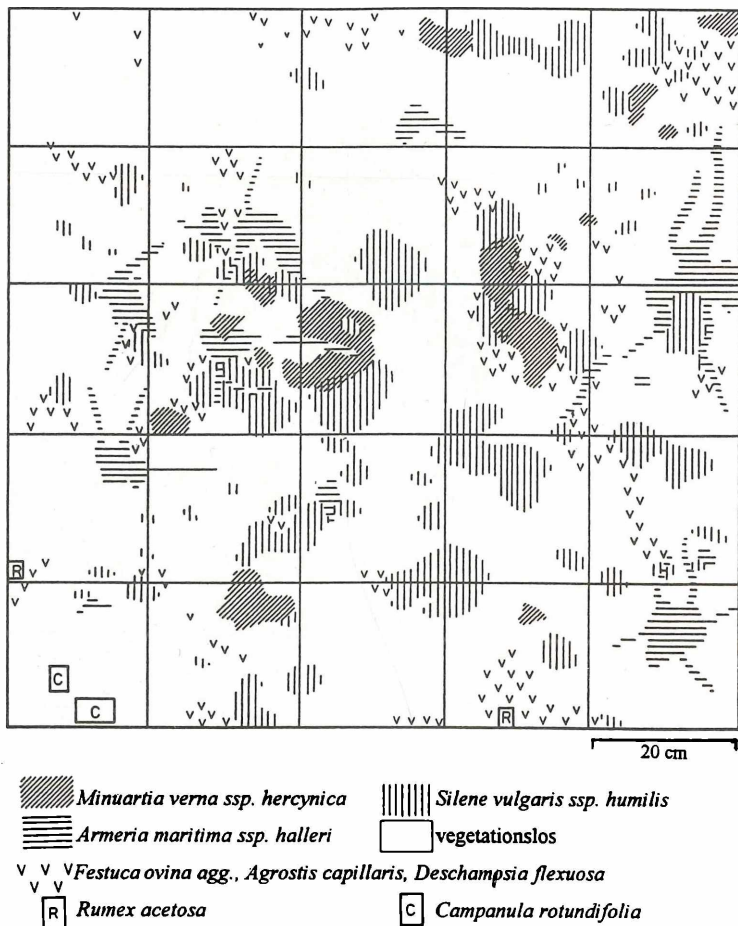 R
C
C
R
20 cm
Minuartia verna ssp. hercynica
Silene vulgaris ssp. humilis
Armeria maritima ssp. halleri
vegetationslos
Festuca ovina agg., Agrostis capillaris, Deschampsia flexuosa
R Rumex acetosa
C Campanula rotundifolia